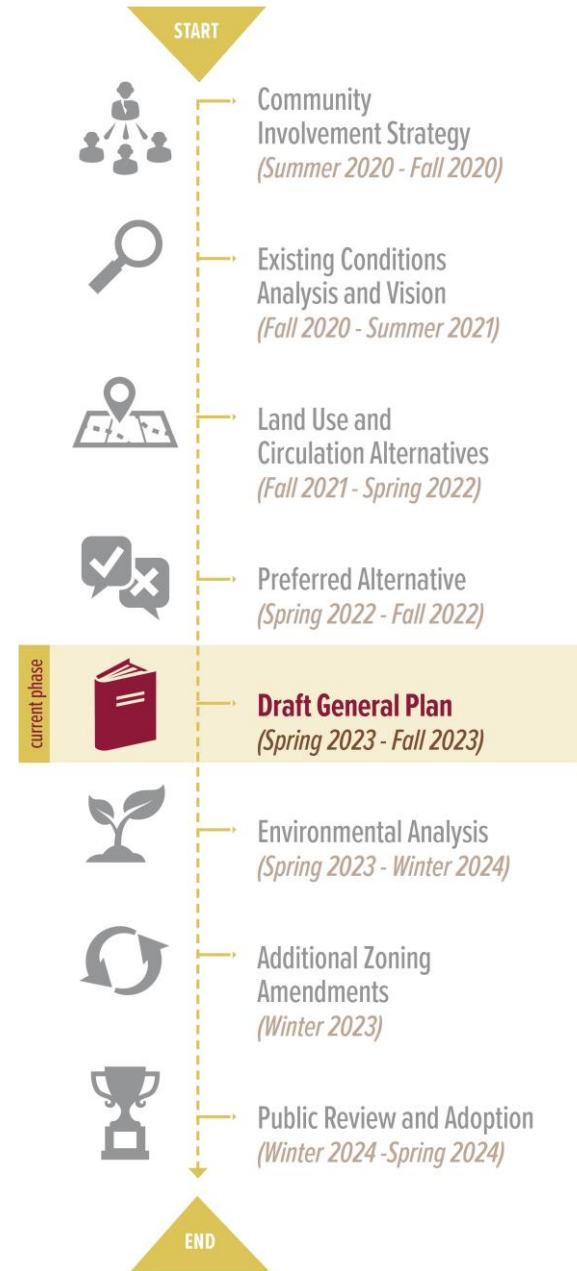 START
Community
Involvement Strategy
(Summer 2020 - Fall 2020)
Existing Conditions
Analysis and Vision
(Fall 2020 - Summer 2021)
Land Use and
Circulation Alternatives
(Fall 2021 - Spring 2022)
Preferred Alternative
(Spring 2022 - Fall 2022)
current phase
Draft General Plan
(Spring 2023 - Fall 2023)
Environmental Analysis
(Spring 2023 - Winter 2024)
Additional Zoning
Amendments
(Winter 2023)
Public Review and Adoption
(Winter 2024 -Spring 2024)
END